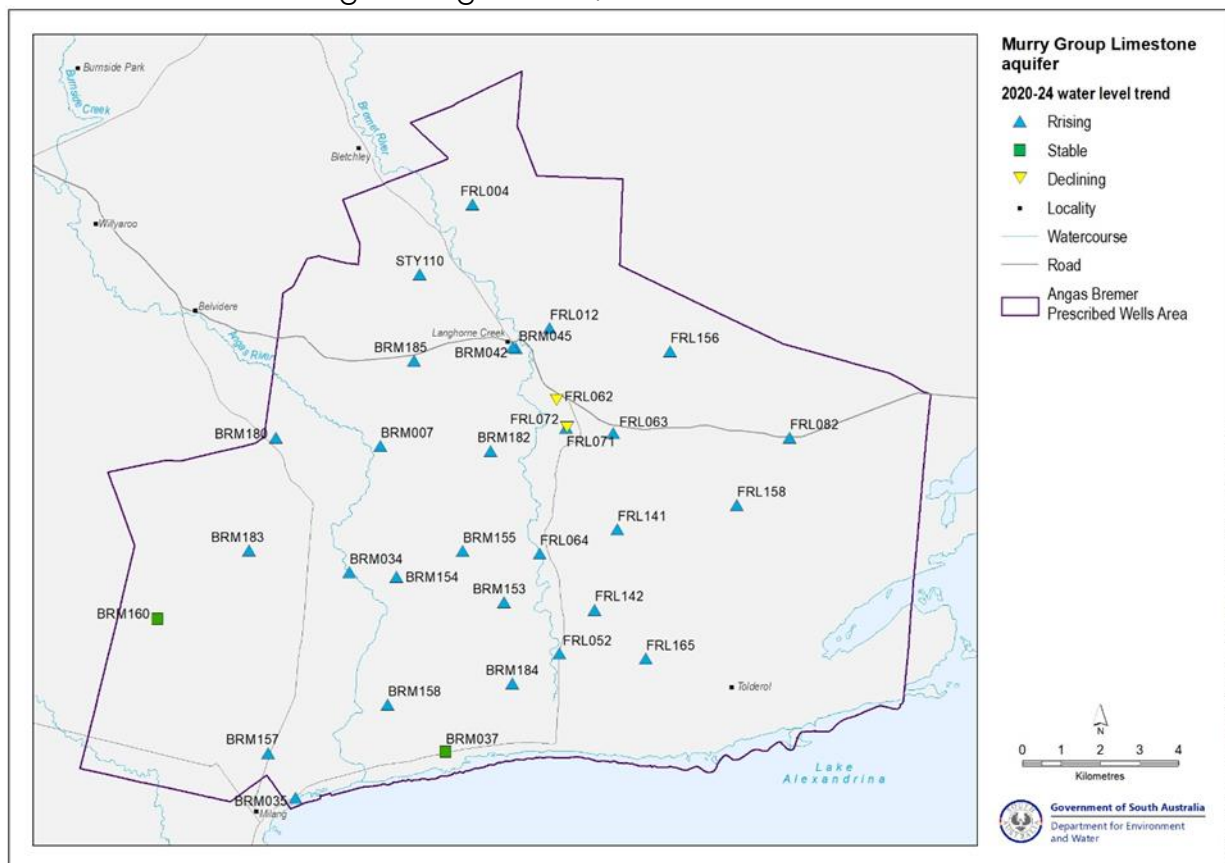 Burnside Park
Burnside Creek
Bremer River
Bletchley
FRL004
Willyaroo
STY110
Belvidere
Angas River
FRL012
Langhorne Creek
BRM045
BRM042
BRM185
FRL156
FRL062
FRL072
FRL071
FRL063
FRL082
BRM180
BRM007
BRM182
FRL158
FRL141
BRM183
BRM155
FRL064
BRM034
BRM154
BRM153
FRL142
BRM160
FRL052
FRL165
BRM184
Tolderol
BRM158
BRM157
BRM037
BRM035
Milang
Lake
Alexandrina
Murry Group Limestone
aquifer
2020-24 water level trend
Rrising
Stable
Declining
Locality
Watercourse
Road
Angas Bremer
Prescribed Wells Area
N
0 1 2 3 4
Kilometres
Government of South Australia
Department for Environment
and Water